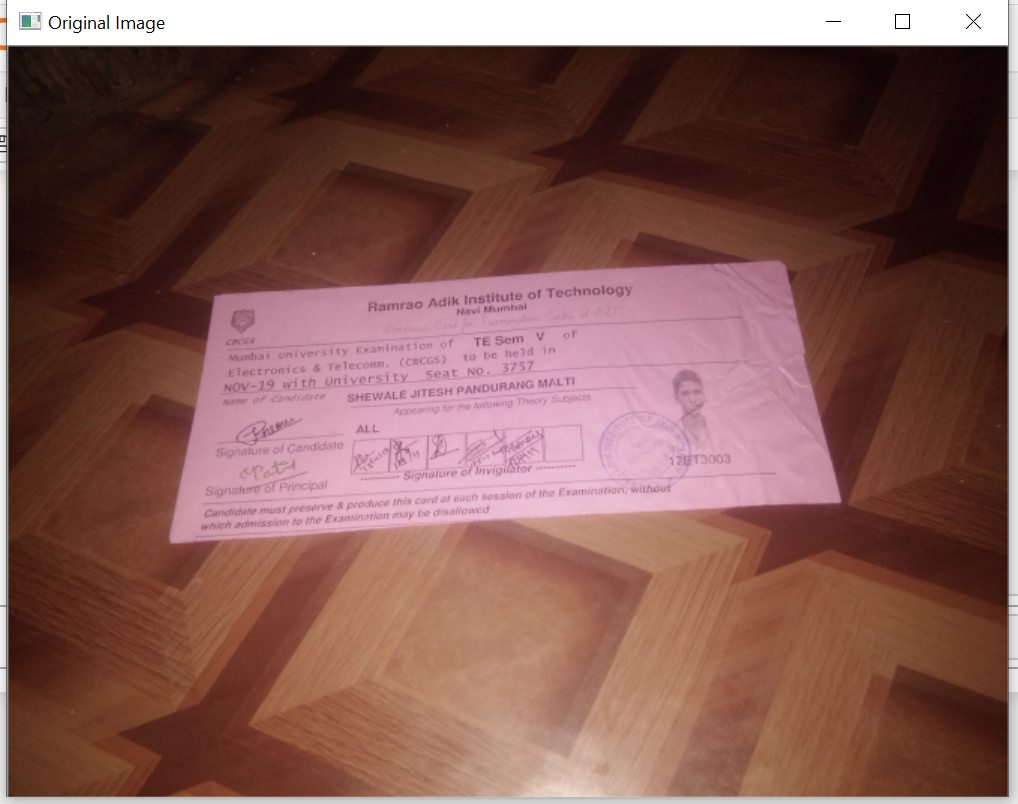 Original Image
Ramrao Adik Institute of Technology
Navi Mumbai
CBCGS
Mumbai University Examination of TE Sem V of
Electronics & Telecomm. (CBCGS) to be held in
NOV-19 with University Seat No. 3757
Name of Candidate SHEWALE JITESH PANDURANG MALTI
Appearing for the following Theory Subjects
ALL
Signature of Candidate
Signature of Invigilator
17ET3003
Signature of Principal
Candidate must preserve & produce this card at each session of the Examination, without
which admission to the Examination may be disallowed